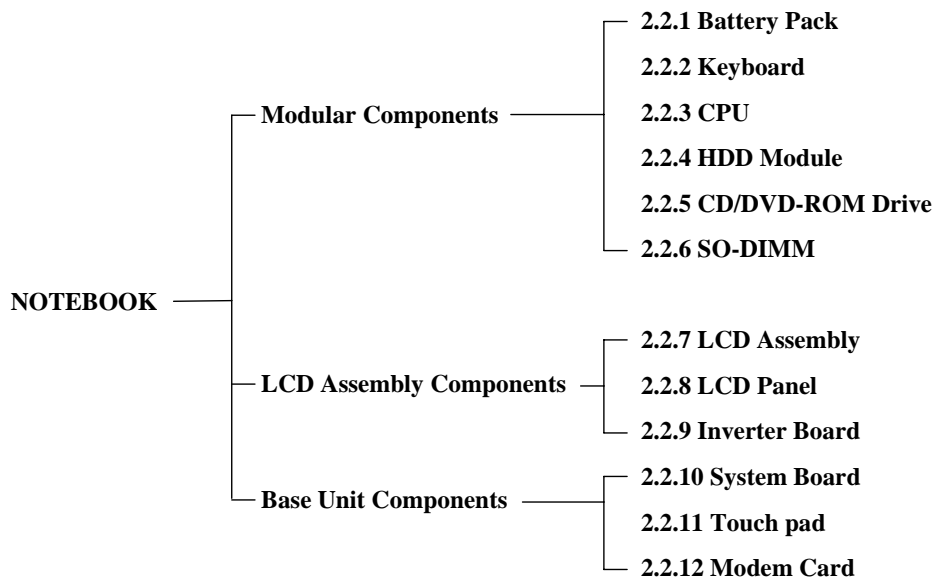 2.2.1 Battery Pack
2.2.2 Keyboard
Modular Components
2.2.3 CPU
2.2.4 HDD Module
2.2.5 CD/DVD-ROM Drive
2.2.6 SO-DIMM
NOTEBOOK
2.2.7 LCD Assembly
LCD Assembly Components
2.2.8 LCD Panel
2.2.9 Inverter Board
2.2.10 System Board
Base Unit Components
2.2.11 Touch pad
2.2.12 Modem Card